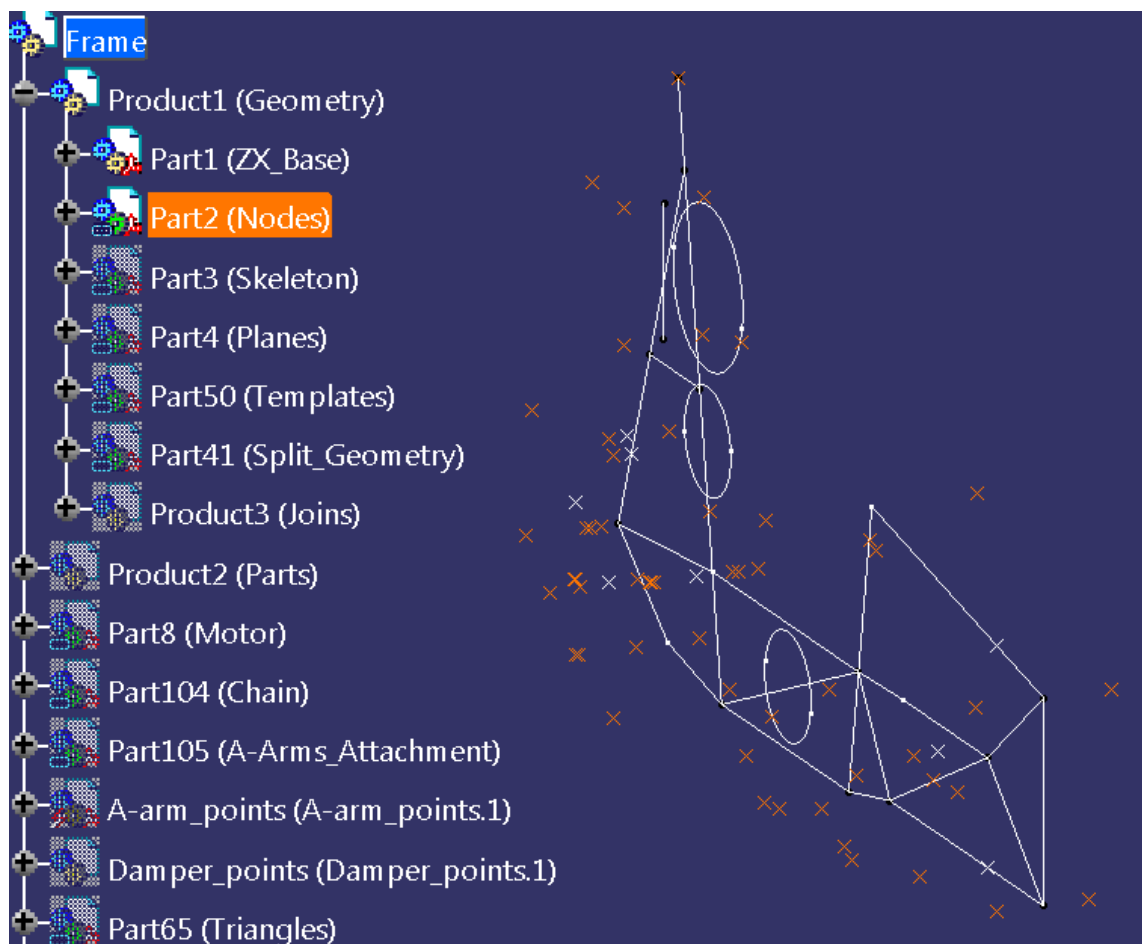 Frame
Product1 (Geometry)
Part1 (ZX_Base)
Part2 (Nodes)
Part3 (Skeleton)
Part4 (Planes)
Part50 (Templates)
Part41 (Split_Geometry)
Product3 (Joins)
Product2 (Parts)
Part8 (Motor)
Part104 (Chain)
Part105 (A-Arms_Attachment)
A-arm_points (A-arm_points.1)
Damper_points (Damper_points.1)
Part65 (Triangles)